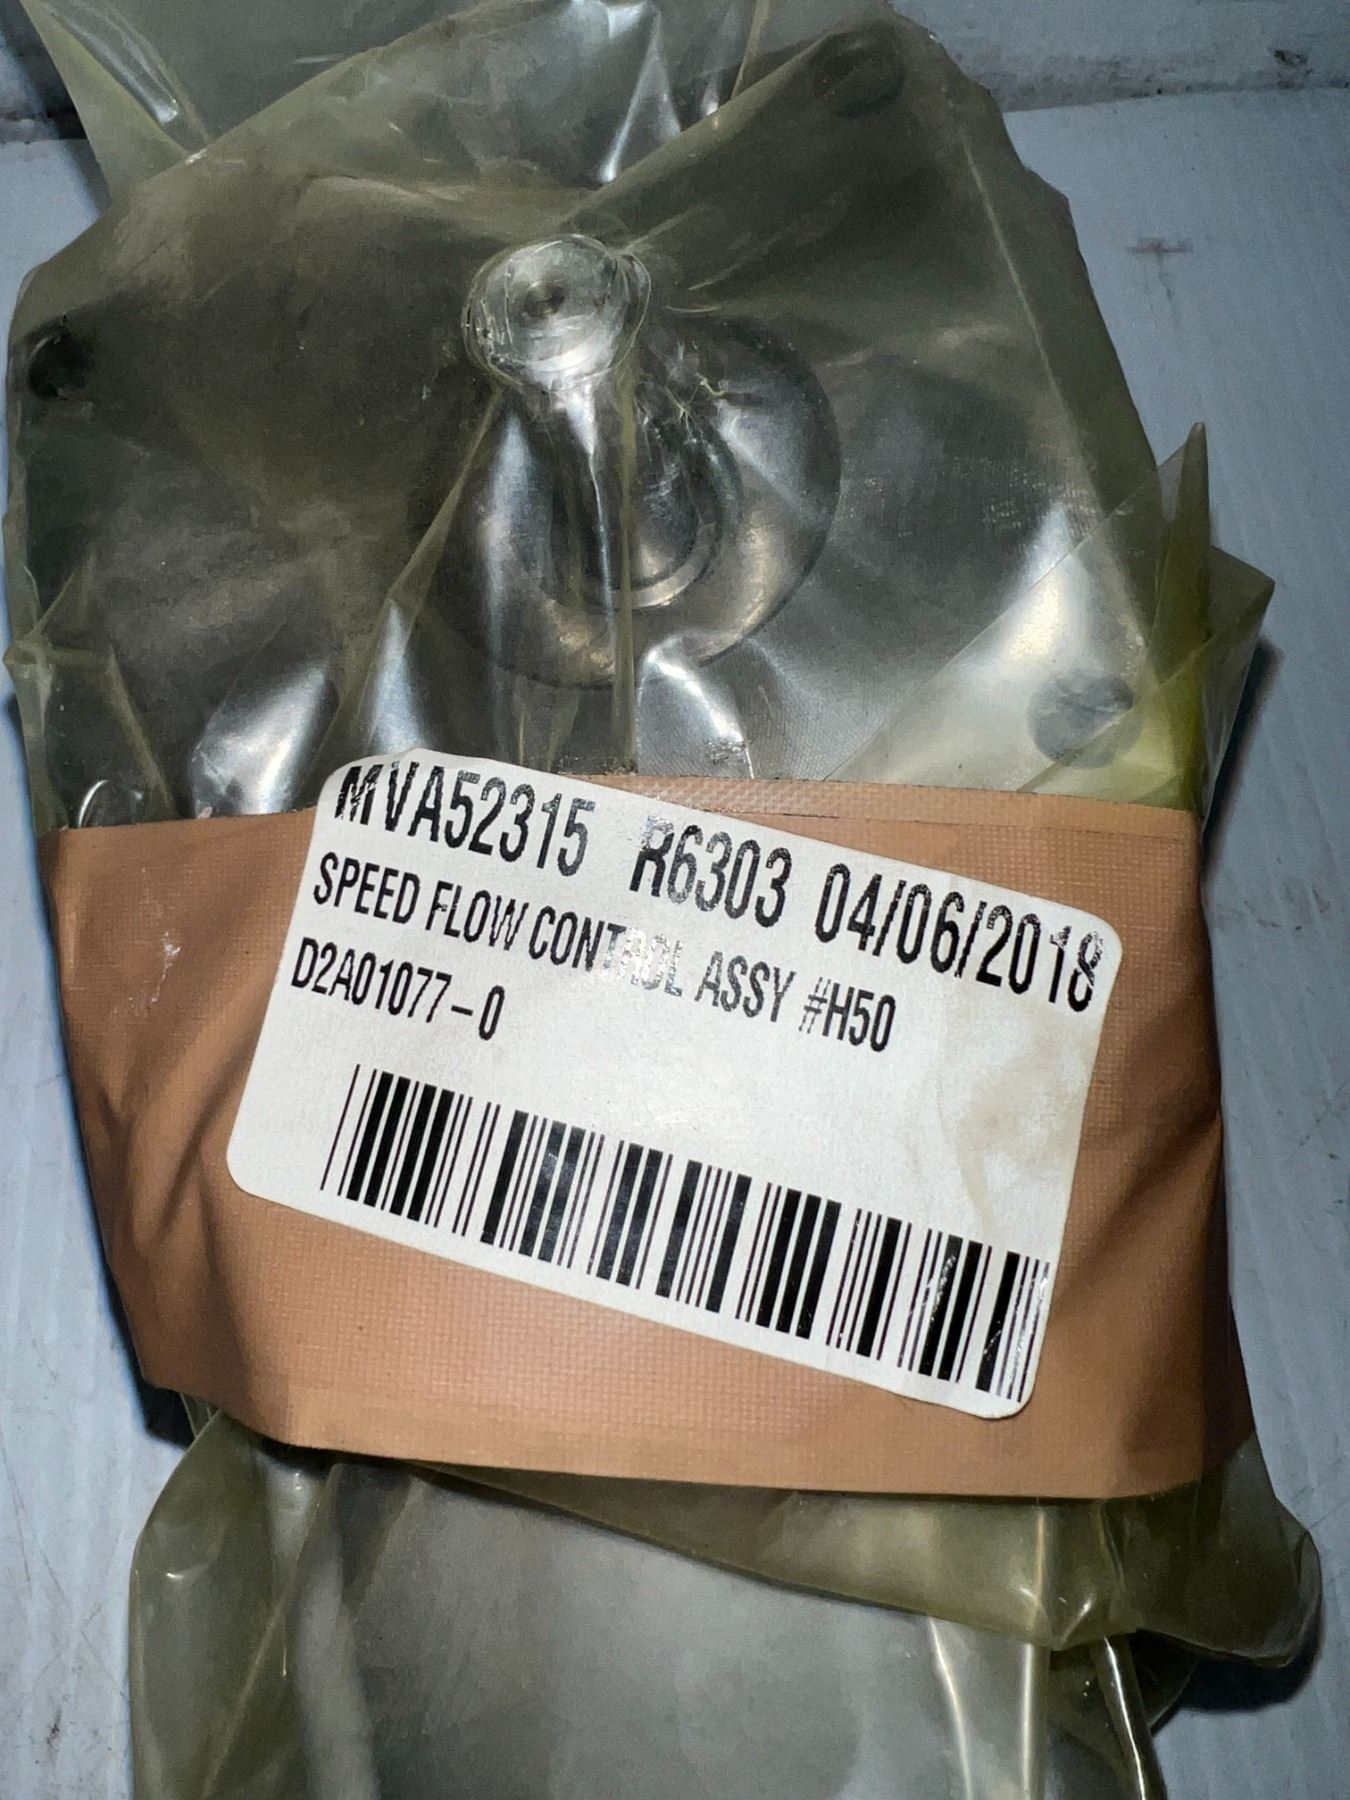 MVA52315 R6303 04/06/2018
SPEED FLOW CONTROL ASSY #H50
D2A01077-0